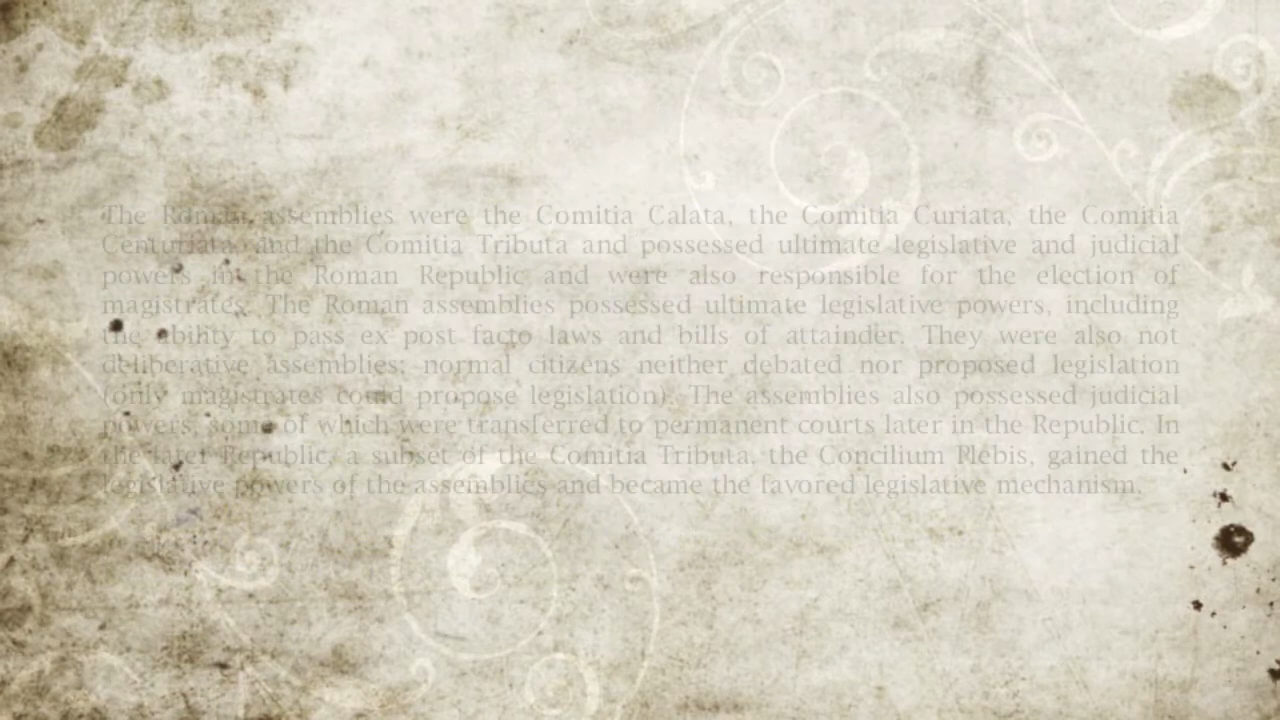 The Roman assemblies were the Comitia Calata, the Comitia Curiata, the Comitia
Centuriata, and the Comitia Tributa and possessed ultimate legislative and judicial
powers in the Roman Republic and were also responsible for the election of
magistrates. The Roman assemblies possessed ultimate legislative powers, including
the ability to pass ex post facto laws and bills of attainder. They were also not
deliberative assemblies; normal citizens neither debated nor proposed legislation
(only magistrates could propose legislation). The assemblies also possessed judicial
powers, some of which were transferred to permanent courts later in the Republic. In
the later Republic, a subset of the Comitia Tributa, the Concilium Plebis, gained the
legislative powers of the assemblies and became the favored legislative mechanism.